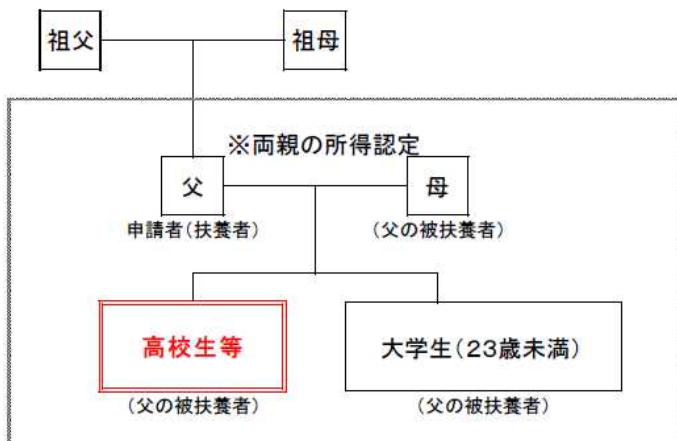 祖父
祖母
※両親の所得認定
父
母
申請者(扶養者)
(父の被扶養者)
高校生等
大学生(23歳未満)
(父の被扶養者)
(父の被扶養者)